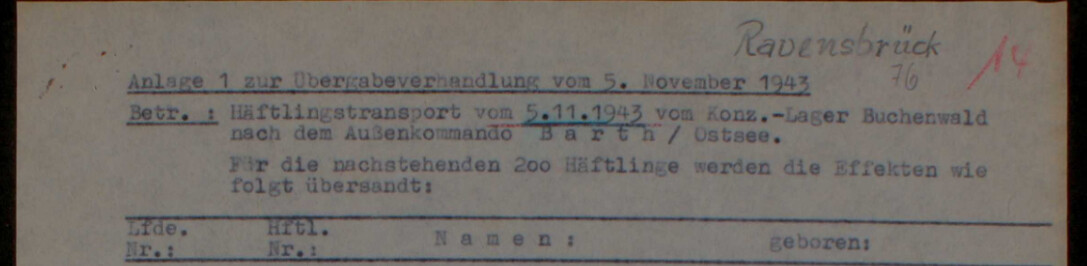 Ravensbrück
76
14
Anlage 1 zur Übergabeverhandlung vom 5. November 1943
Betr. : Häftlingstransport vom 5.11.1943 vom Konz.-Lager Buchenwald
nach dem Außenkommando B a r t h / Ostsee.
Für die nachstehenden 2oo Häftlinge werden die Effekten wie
folgt übersandt:
Lfde. Hftl.
Nr.: Nr.: N a m e n : geboren: